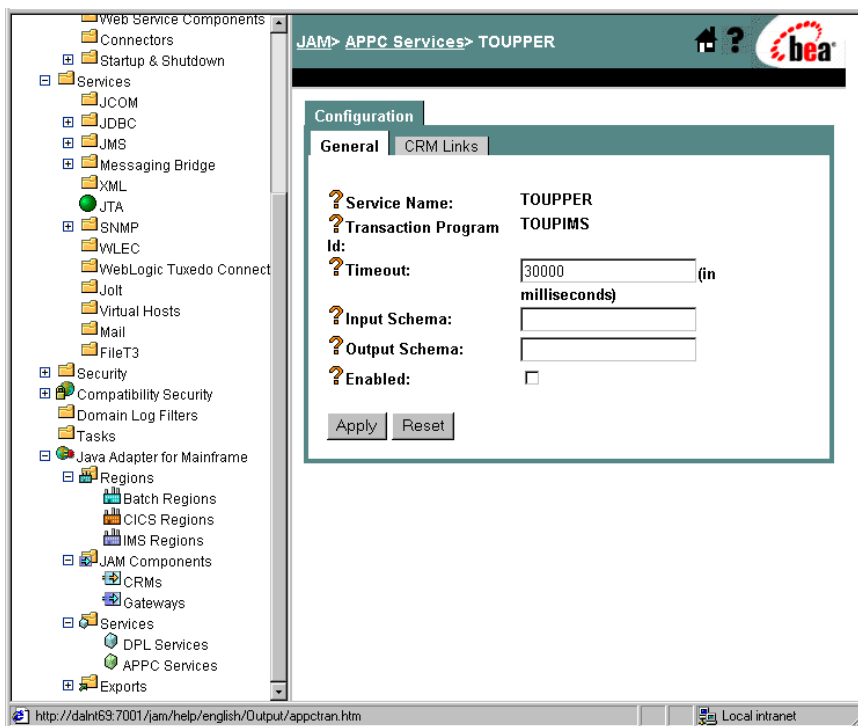 Web Service Components
Connectors
Startup & Shutdown
Services
JCOM
JDBC
JMS
Messaging Bridge
XML
JTA
SNMP
WLEC
WebLogic Tuxedo Connect
Jolt
Virtual Hosts
Mail
FileT3
Security
Compatibility Security
Domain Log Filters
Tasks
Java Adapter for Mainframe
Regions
Batch Regions
CICS Regions
IMS Regions
JAM Components
CRMs
Gateways
Services
DPL Services
APPC Services
Exports
JAM> APPC Services> TOUPPER
? bea
Configuration
General CRM Links
? Service Name: TOUPPER
? Transaction Program TOUPIMS
Id:
? Timeout: 30000 (in
milliseconds)
? Input Schema:
? Output Schema:
? Enabled:
Apply Reset
http://dalnt69:7001/jam/help/english/Output/appctran.htm Local intranet